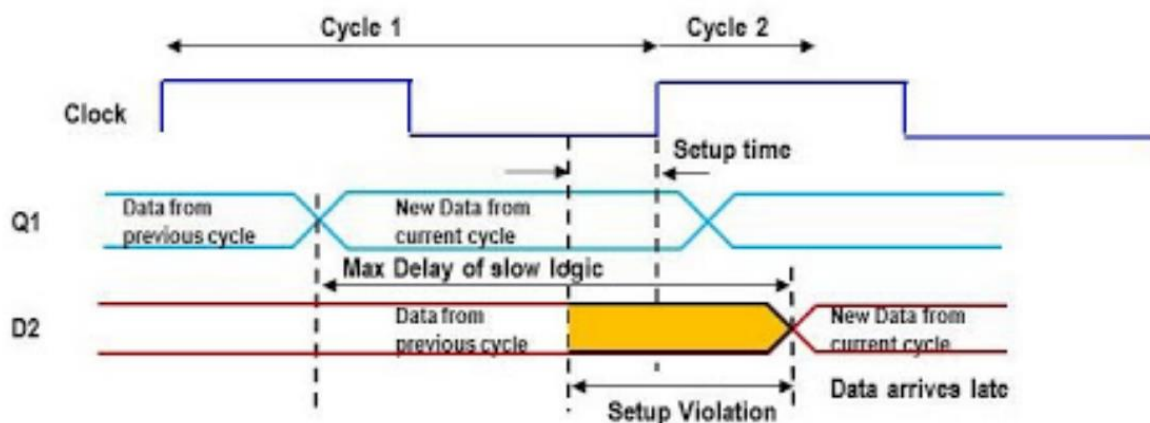 Cycle 1
Cycle 2
Clock
Setup time
Q1
Data from
previous cycle
New Data from
current cycle
Max Delay of slow logic
D2
Data from
previous cycle
New Data from
current cycle
Setup Violation
Data arrives late